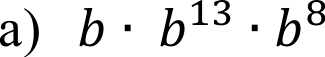 a) b · b¹³ · b⁸